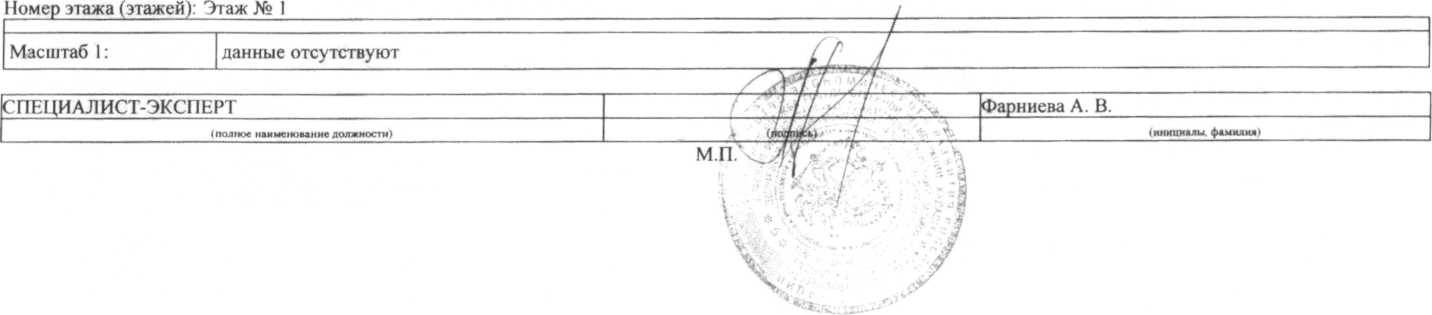 Номер этажа (этажей): Этаж № 1
Масштаб 1: данные отсутствуют
СПЕЦИАЛИСТ-ЭКСПЕРТ Фарниева А. В.
(полное наименование должности) (подпись) (инициалы, фамилия)
М.П.